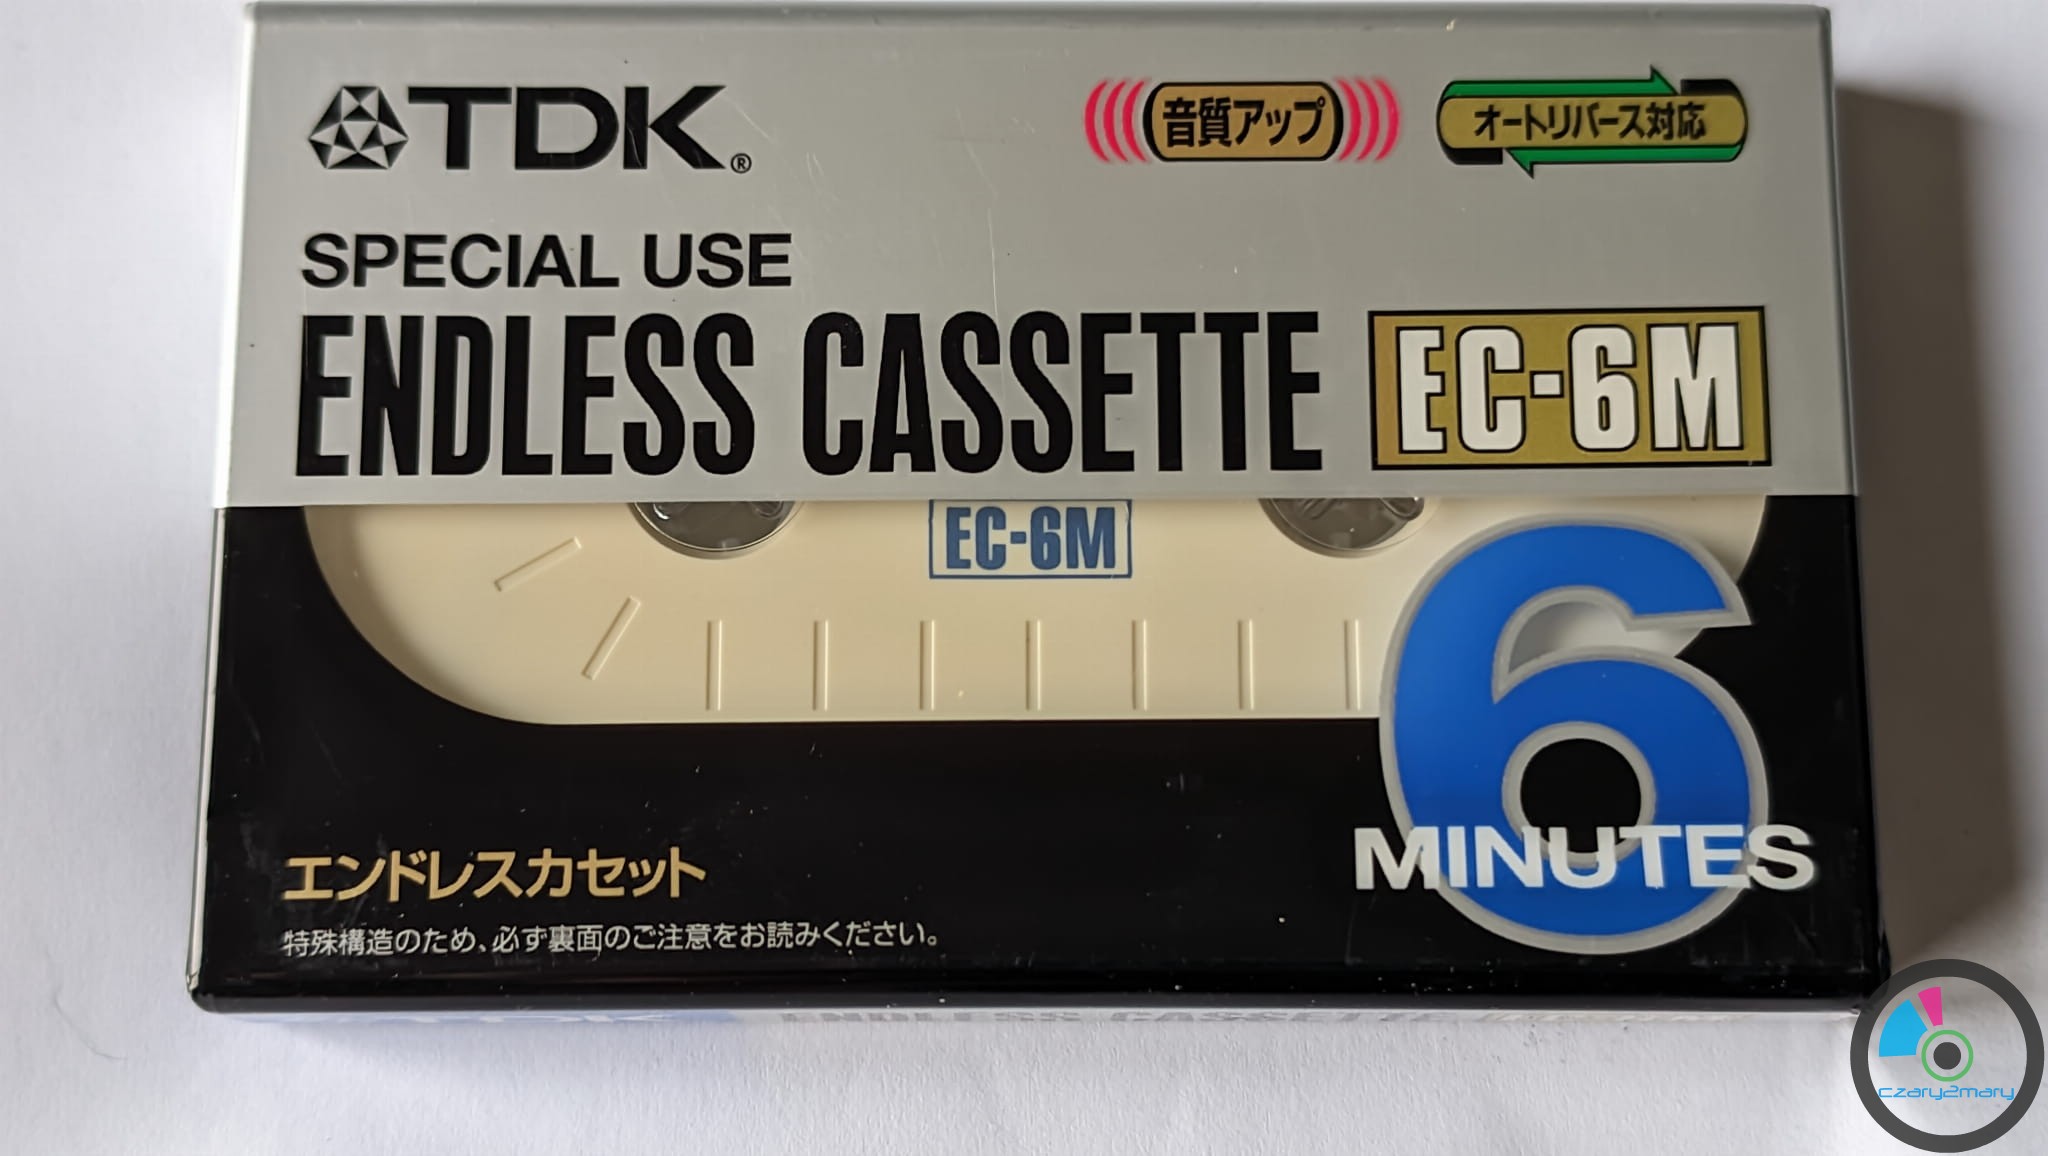 TDK®
音質アップ
オートリバース対応
SPECIAL USE
ENDLESS CASSETTE
EC-6M
EC-6M
6
MINUTES
エンドレスカセット
特殊構造のため、必ず裏面のご注意をお読みください。
TDK
ENDLESS CASSETTE
czary2mary